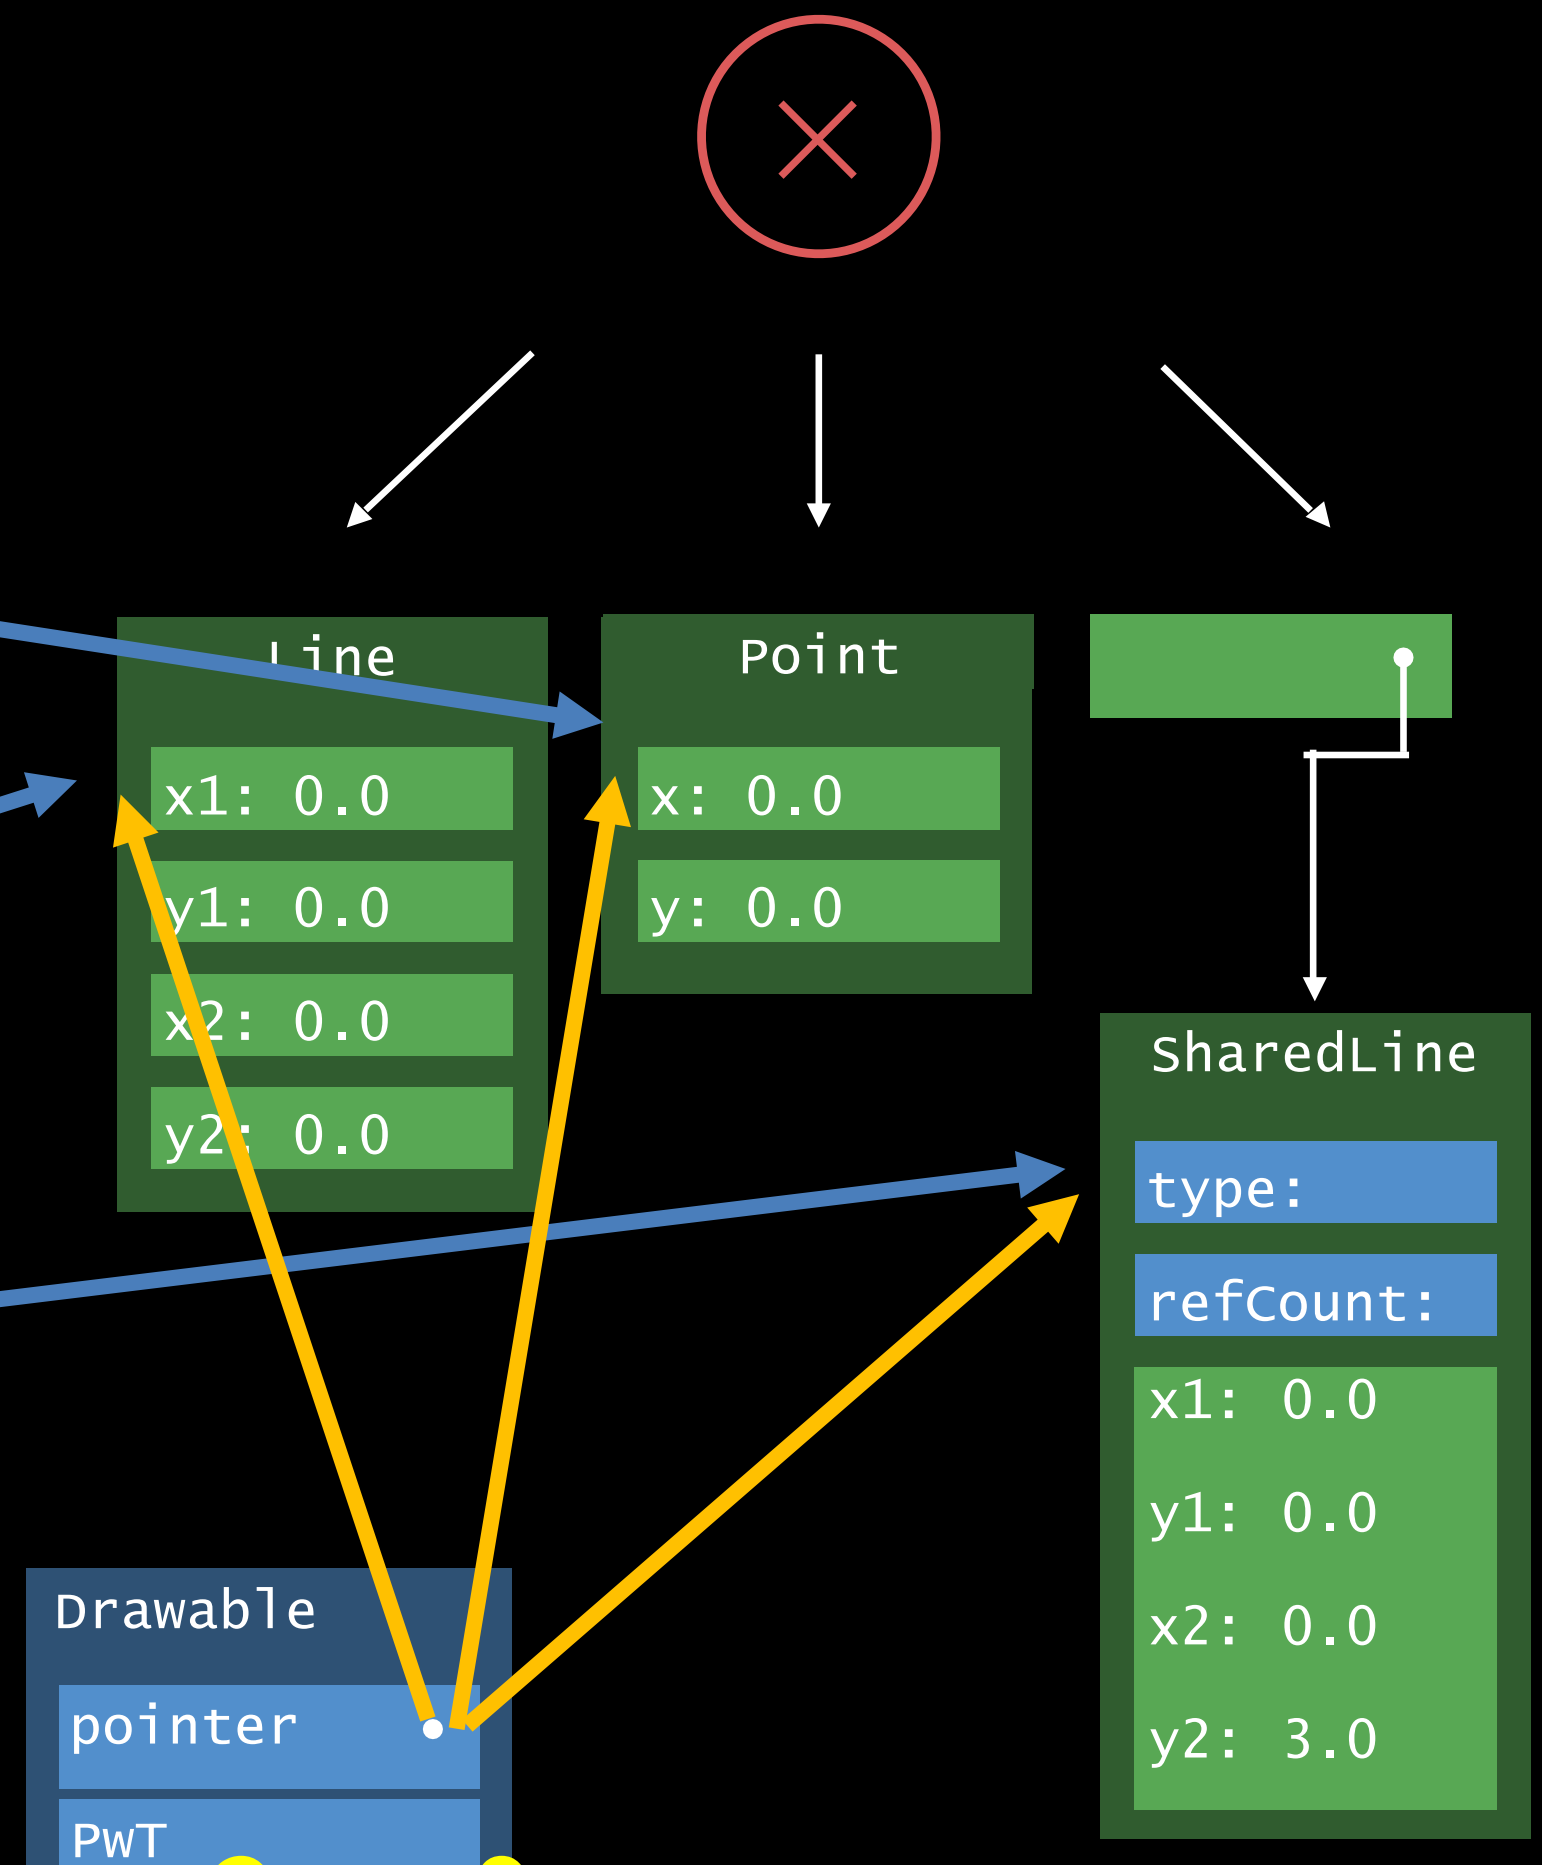 Line
Point
x1: 0.0
x: 0.0
y1: 0.0
y: 0.0
x2: 0.0
y2: 0.0
SharedLine
type:
refCount:
x1: 0.0
y1: 0.0
x2: 0.0
y2: 3.0
Drawable
pointer
PWT